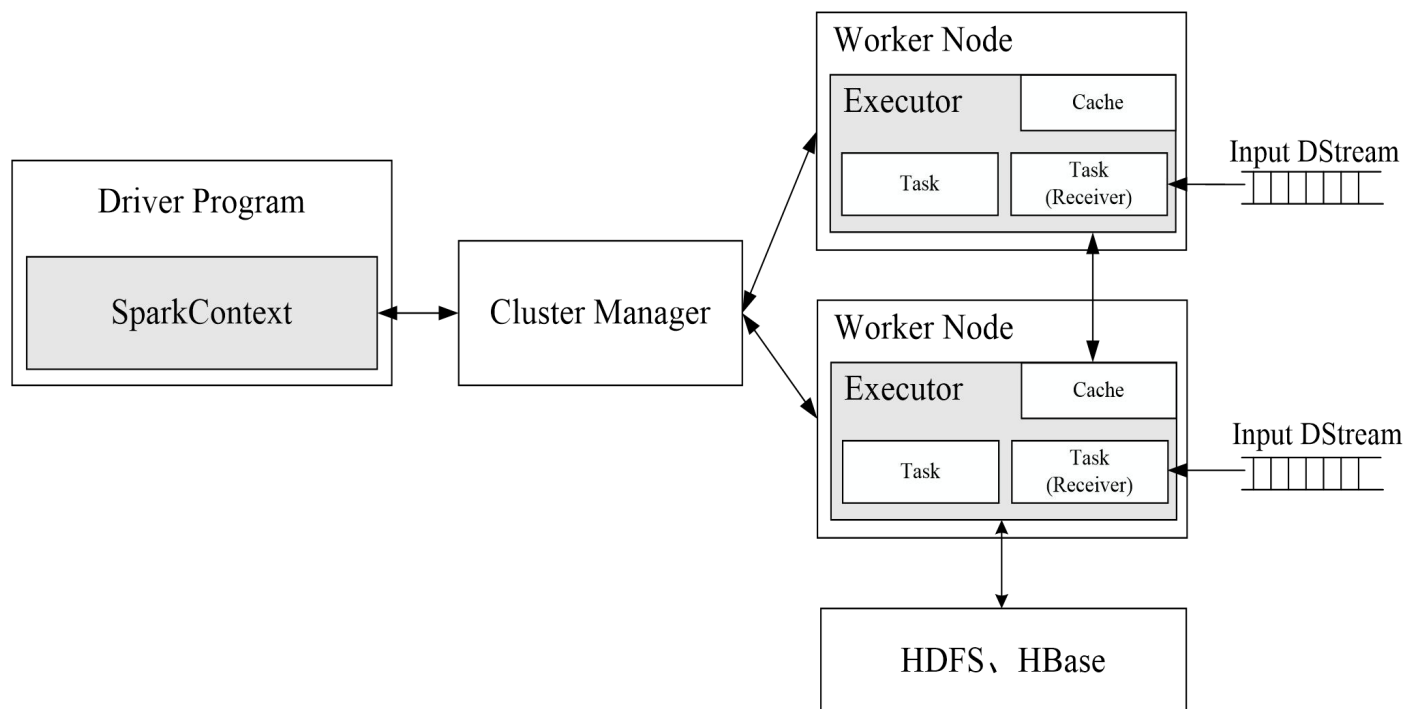 Driver Program
SparkContext
Cluster Manager
Worker Node
Executor
Cache
Task
Task
(Receiver)
Input DStream
Worker Node
Executor
Cache
Task
Task
(Receiver)
Input DStream
HDFS、HBase